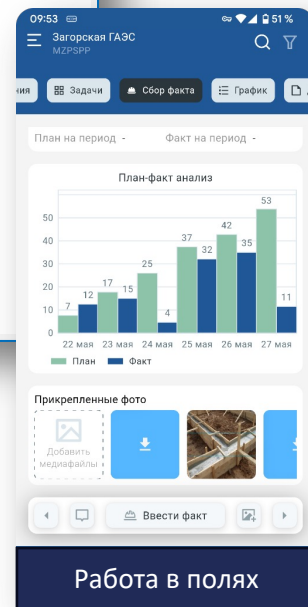 09:53 51 %
Загорская ГАЭС
MZPSPP
ния Задачи Сбор факта График
План на период - Факт на период -
План-факт анализ
50
40
30
20
10
0
7 12 17 15 25 4 37 32 42 35 53 11
22 мая 23 мая 24 мая 25 мая 26 мая 27 мая
План Факт
Прикрепленные фото
Добавить
медиафайлы
Ввести факт
Работа в полях